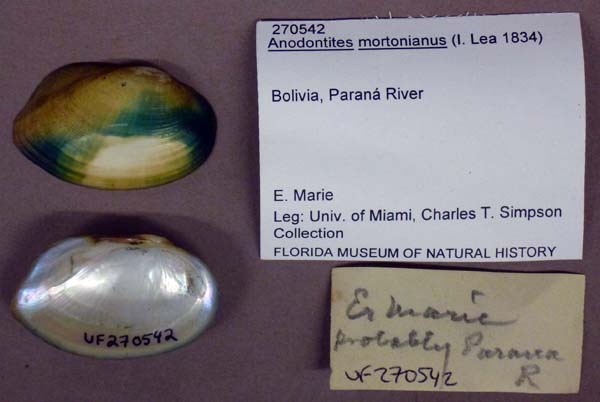 270542
Anodontites mortonianus (I. Lea 1834)
Bolivia, Paraná River
E. Marie
Leg: Univ. of Miami, Charles T. Simpson
Collection
FLORIDA MUSEUM OF NATURAL HISTORY
UF270542
E, Marie
probably Parana
R
UF270542